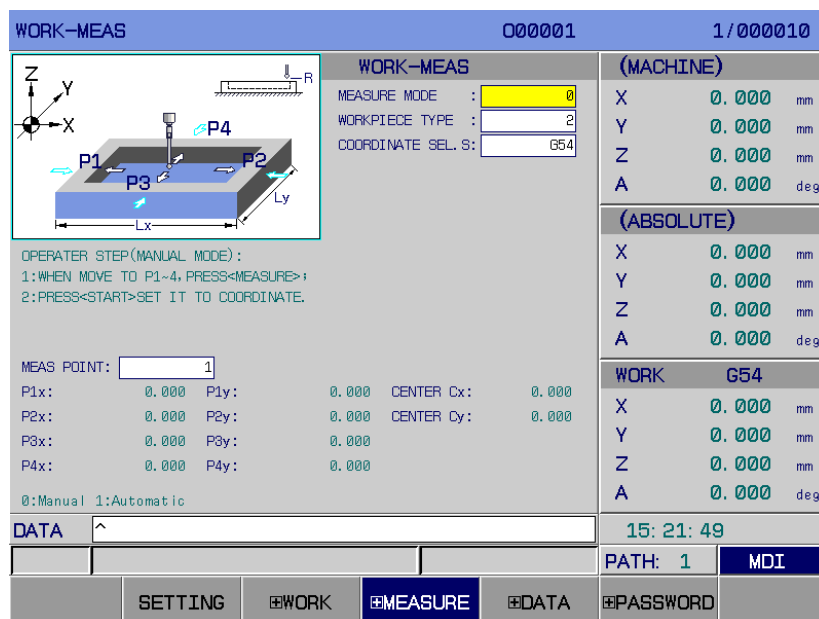 WORK-MEAS O00001 1/000010
Z
Y
X
R
P4
P1
P2
P3
Ly
Lx
WORK-MEAS
MEASURE MODE : 0
WORKPIECE TYPE : 2
COORDINATE SEL.S: G54
OPERATER STEP(MANUAL MODE):
1:WHEN MOVE TO P1~4,PRESS<MEASURE>;
2:PRESS<START>SET IT TO COORDINATE.
MEAS POINT: 1
P1x: 0.000 P1y: 0.000 CENTER Cx: 0.000
P2x: 0.000 P2y: 0.000 CENTER Cy: 0.000
P3x: 0.000 P3y: 0.000
P4x: 0.000 P4y: 0.000
0:Manual 1:Automatic
(MACHINE)
X 0.000 mm
Y 0.000 mm
Z 0.000 mm
A 0.000 deg
(ABSOLUTE)
X 0.000 mm
Y 0.000 mm
Z 0.000 mm
A 0.000 deg
WORK G54
X 0.000 mm
Y 0.000 mm
Z 0.000 mm
A 0.000 deg
DATA ^
15:21:49
PATH: 1 MDI
SETTING ⊞WORK ⊞MEASURE ⊞DATA ⊞PASSWORD